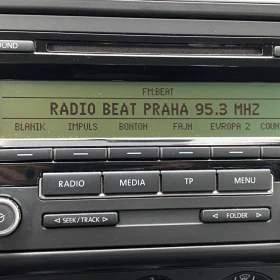 SOUND
FM:BEAT
RADIO BEAT PRAHA 95.3 MHZ
BLANIK IMPULS BONTON FAJN EVROPA 2 COUN
RADIO MEDIA TP MENU
SEEK / TRACK FOLDER